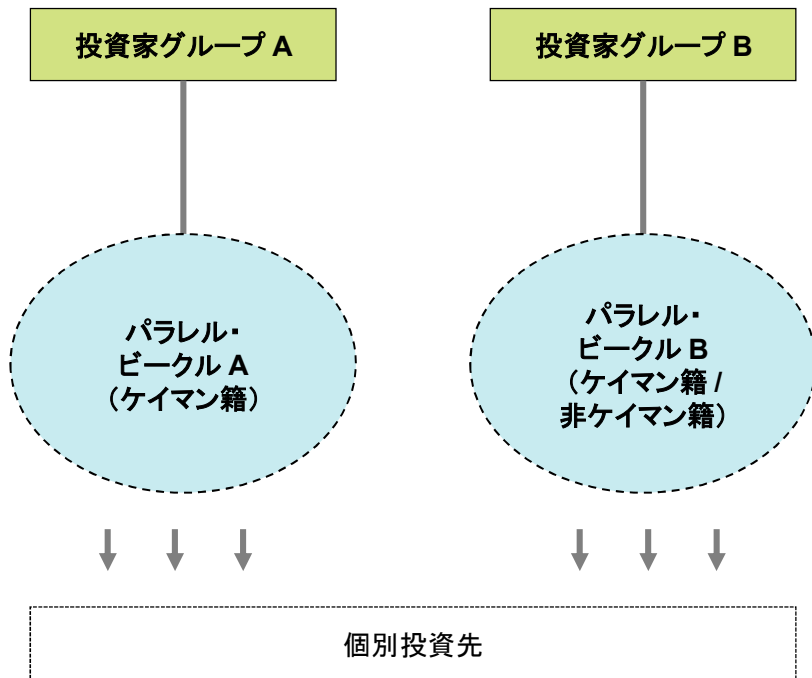 投資家グループ A
投資家グループ B
パラレル・
ビークル A
（ケイマン籍）
パラレル・
ビークル B
（ケイマン籍 /
非ケイマン籍）
個別投資先